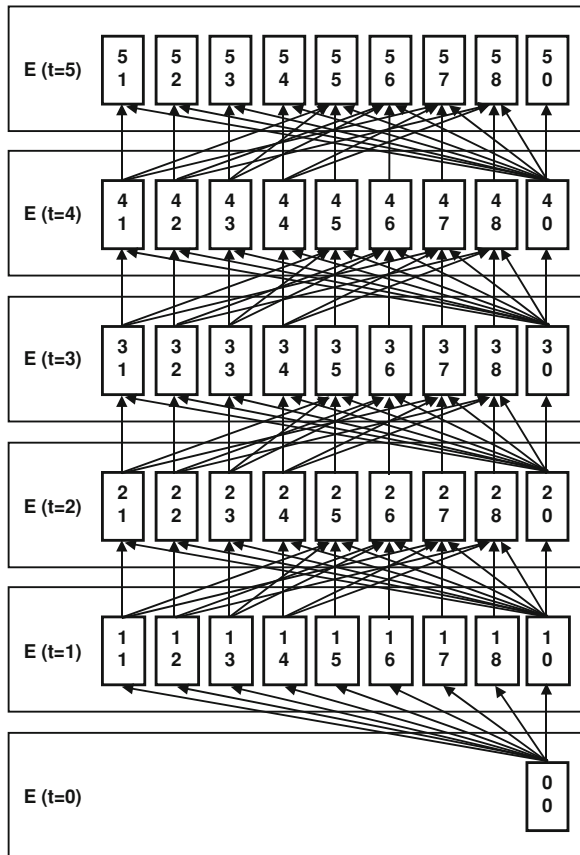 E (t=5)
5 5 5 5 5 5 5 5 5
1 2 3 4 5 6 7 8 0
E (t=4)
4 4 4 4 4 4 4 4 4
1 2 3 4 5 6 7 8 0
E (t=3)
3 3 3 3 3 3 3 3 3
1 2 3 4 5 6 7 8 0
E (t=2)
2 2 2 2 2 2 2 2 2
1 2 3 4 5 6 7 8 0
E (t=1)
1 1 1 1 1 1 1 1 1
1 2 3 4 5 6 7 8 0
E (t=0)
0
0